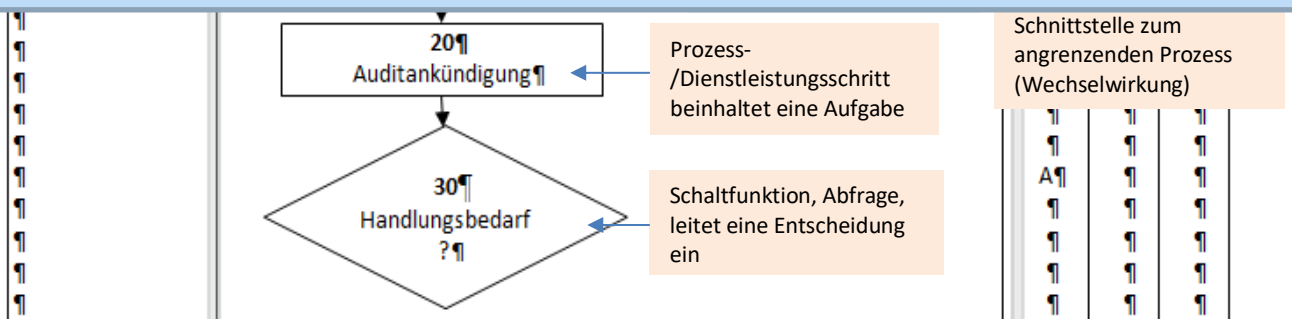 20¶
Auditankündigung¶
Prozess-
/Dienstleistungsschritt
beinhaltet eine Aufgabe
Schnittstelle zum
angrenzenden Prozess
(Wechselwirkung)
30¶
Handlungsbedarf
?¶
Schaltfunktion, Abfrage,
leitet eine Entscheidung
ein
A¶